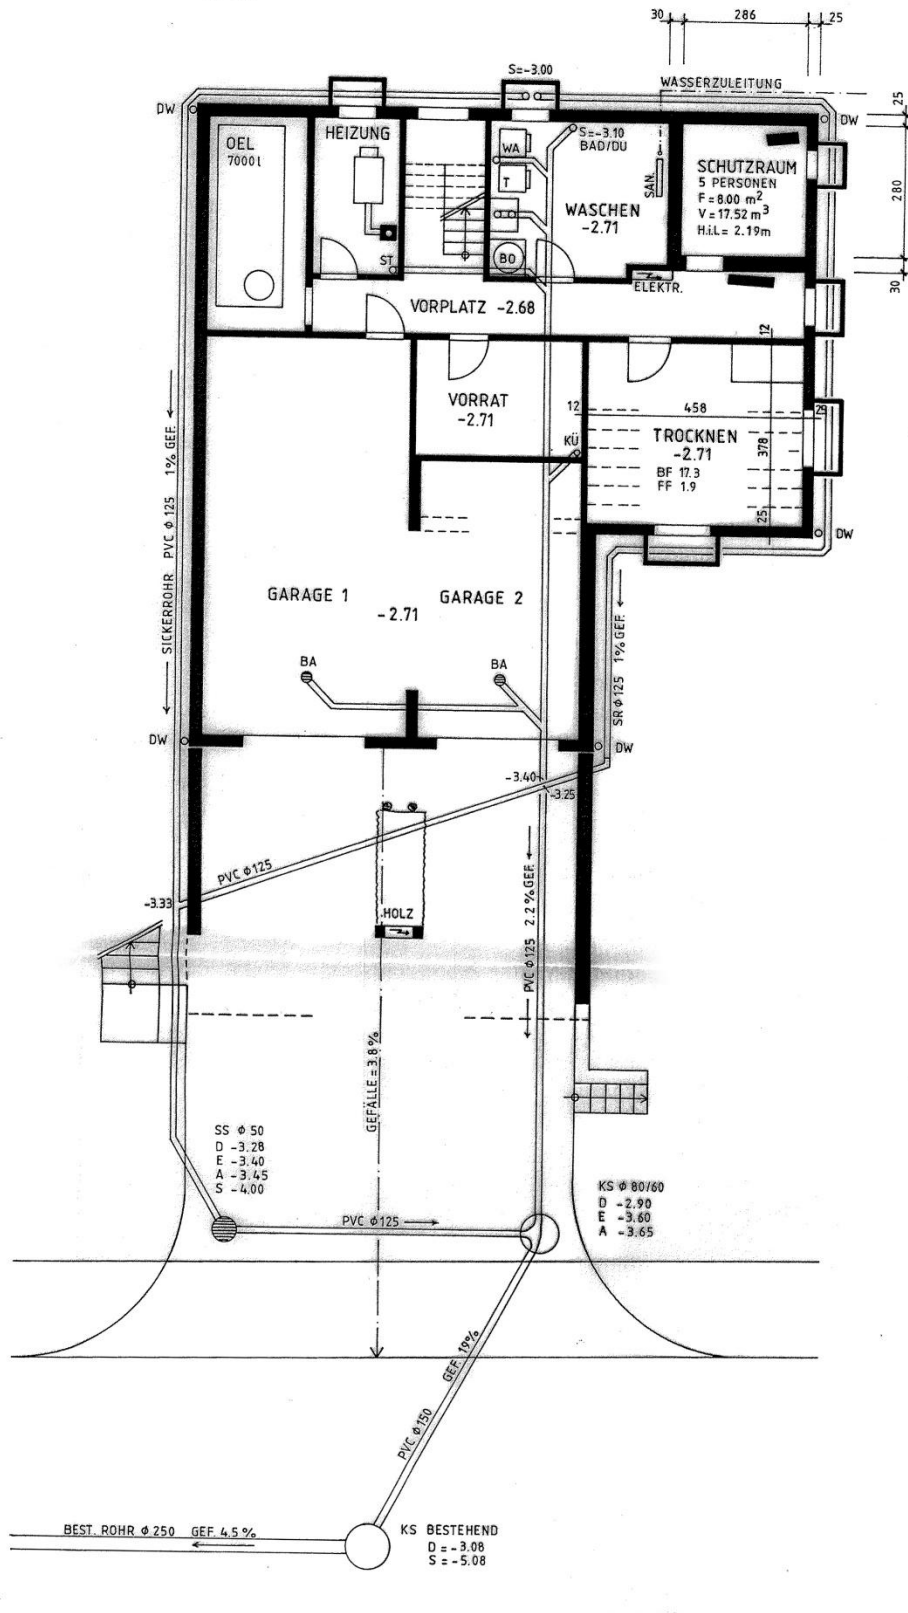 30 286 25
S=-3.00
WASSERZULEITUNG
DW
DW
25
OEL
7000 l
HEIZUNG
WA
S=-3.10
BAD/DU
T
SAN.
SCHUTZRAUM
5 PERSONEN
F = 8.00 m²
V = 17.52 m³
H.i.L = 2.19m
280
WASCHEN
-2.71
ST
BO
ELEKTR.
30
VORPLATZ -2.68
12
VORRAT
-2.71
12
458
29
KÜ
TROCKNEN
-2.71
BF 17.3
FF 1.9
378
25
DW
SICKERROHR PVC ϕ 125 1% GEF.
GARAGE 1
GARAGE 2
-2.71
BA
BA
SR ϕ 125 1% GEF.
DW
DW
-3.40
-3.25
PVC ϕ 125
-3.33
HOLZ
PVC ϕ 125 2.2 % GEF.
GEFÄLLE = 3.8 %
SS ϕ 50
D -3.28
E -3.40
A -3.45
S -4.00
KS ϕ 80/60
D -2.90
E -3.60
A -3.65
PVC ϕ 125
PVC ϕ 150 GEF. 19%
BEST. ROHR ϕ 250 GEF. 4.5 %
KS BESTEHEND
D = -3.08
S = -5.08